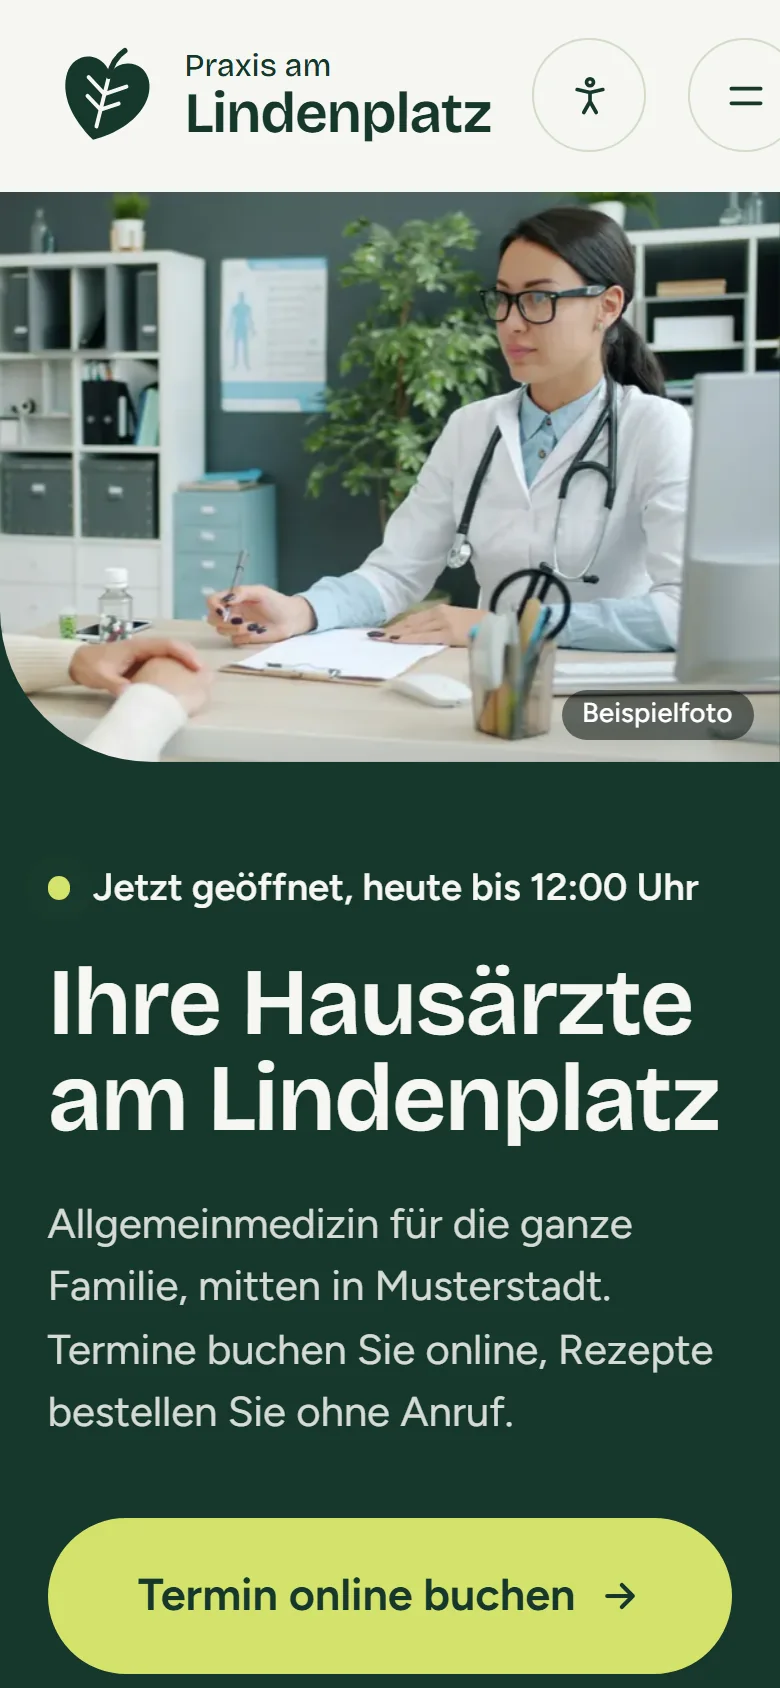 Praxis am
Lindenplatz
Beispielfoto
Jetzt geöffnet, heute bis 12:00 Uhr
Ihre Hausärzte
am Lindenplatz
Allgemeinmedizin für die ganze
Familie, mitten in Musterstadt.
Termine buchen Sie online, Rezepte
bestellen Sie ohne Anruf.
Termin online buchen →